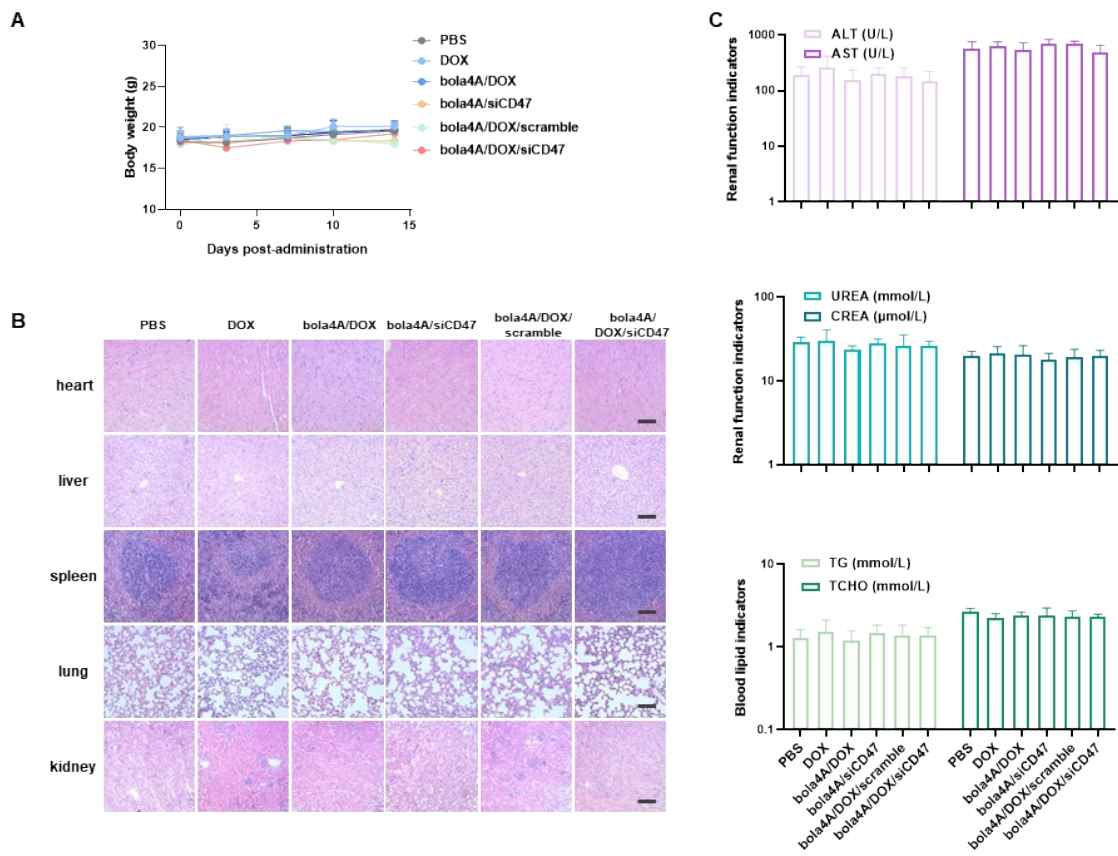 A
Body weight (g)
30
25
20
15
10
0
5
10
15
Days post-administration
PBS
DOX
bola4A/DOX
bola4A/siCD47
bola4A/DOX/scramble
bola4A/DOX/siCD47
B
PBS
DOX
bola4A/DOX
bola4A/siCD47
bola4A/DOX/
scramble
bola4A/
DOX/siCD47
heart
liver
spleen
lung
kidney
C
Renal function indicators
1000
100
10
1
ALT (U/L)
AST (U/L)
Renal function indicators
100
10
1
UREA (mmol/L)
CREA (μmol/L)
Blood lipid indicators
10
1
0.1
TG (mmol/L)
TCHO (mmol/L)
PBS
DOX
bola4A/DOX
bola4A/siCD47
bola4A/DOX/scramble
bola4A/DOX/siCD47
PBS
DOX
bola4A/DOX
bola4A/siCD47
bola4A/DOX/scramble
bola4A/DOX/siCD47